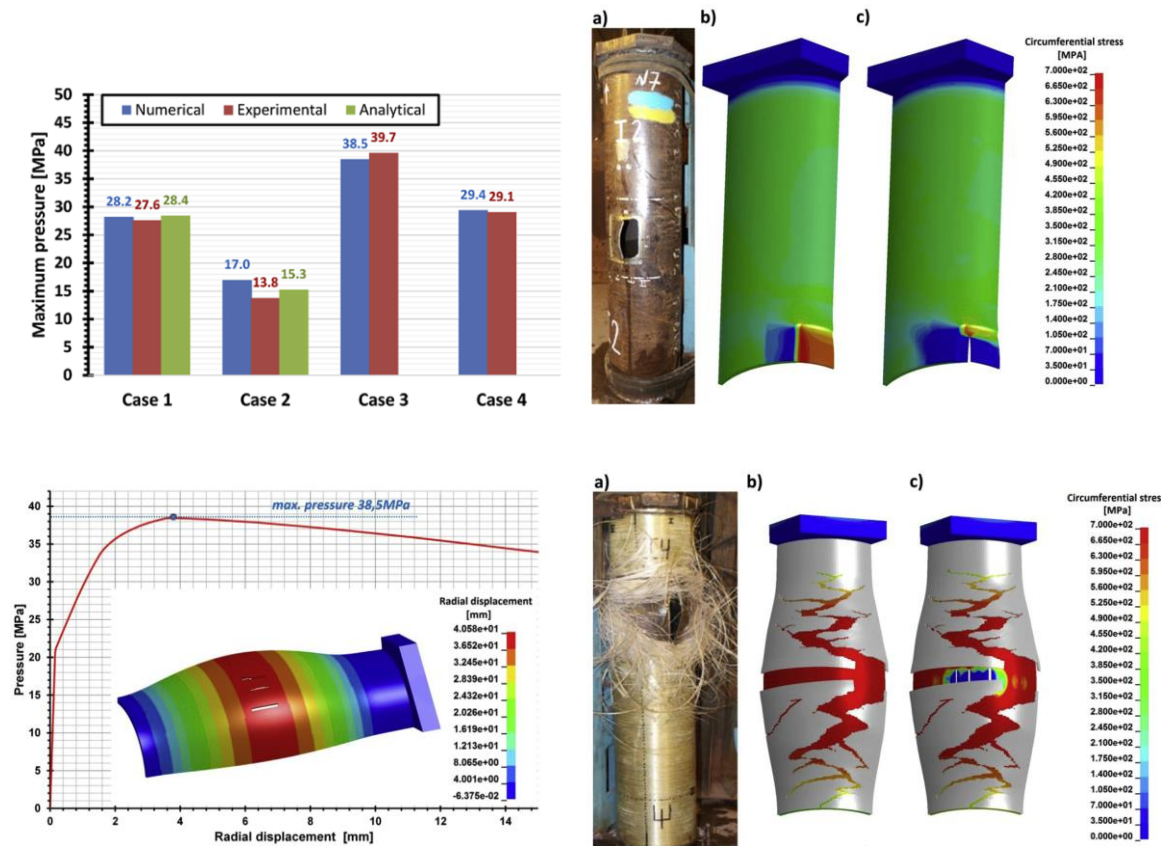 50
45
40
35
30
25
20
15
10
5
0
Maximum pressure [MPa]
Numerical
Experimental
Analytical
28.2
27.6
28.4
17.0
13.8
15.3
38.5
39.7
29.4
29.1
Case 1
Case 2
Case 3
Case 4
a)
b)
c)
N7
T2
2
Circumferential stress
[MPA]
7.000e+02
6.650e+02
6.300e+02
5.950e+02
5.600e+02
5.250e+02
4.900e+02
4.550e+02
4.200e+02
3.850e+02
3.500e+02
3.150e+02
2.800e+02
2.450e+02
2.100e+02
1.750e+02
1.400e+02
1.050e+02
7.000e+01
3.500e+01
0.000e+00
max. pressure 38,5MPa
40
35
30
25
20
15
10
5
0
Pressure [MPa]
0
2
4
6
8
10
12
14
Radial displacement [mm]
Radial displacement
[mm]
4.058e+01
3.652e+01
3.245e+01
2.839e+01
2.432e+01
2.026e+01
1.619e+01
1.213e+01
8.065e+00
4.001e+00
-6.375e-02
a)
b)
c)
4
Circumferential stress
[MPa]
7.000e+02
6.650e+02
6.300e+02
5.950e+02
5.600e+02
5.250e+02
4.900e+02
4.550e+02
4.200e+02
3.850e+02
3.500e+02
3.150e+02
2.800e+02
2.450e+02
2.100e+02
1.750e+02
1.400e+02
1.050e+02
7.000e+01
3.500e+01
0.000e+00